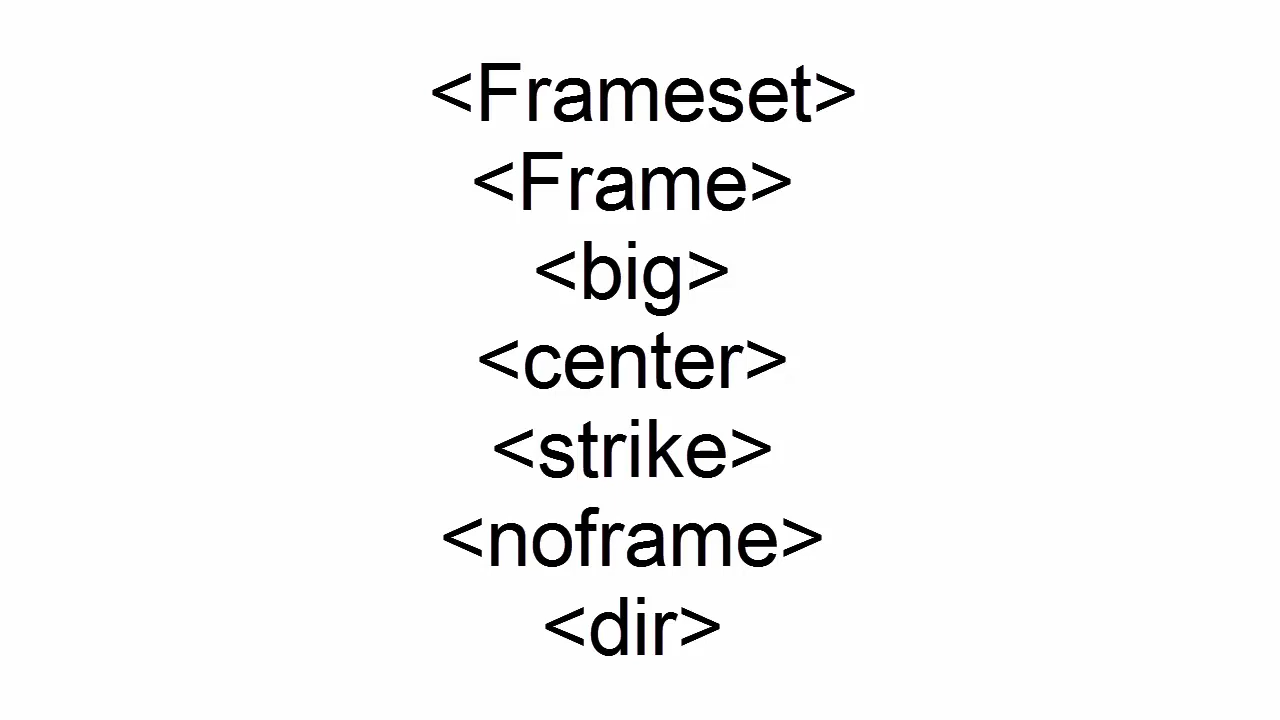 <Frameset>
<Frame>
<big>
<center>
<strike>
<noframe>
<dir>